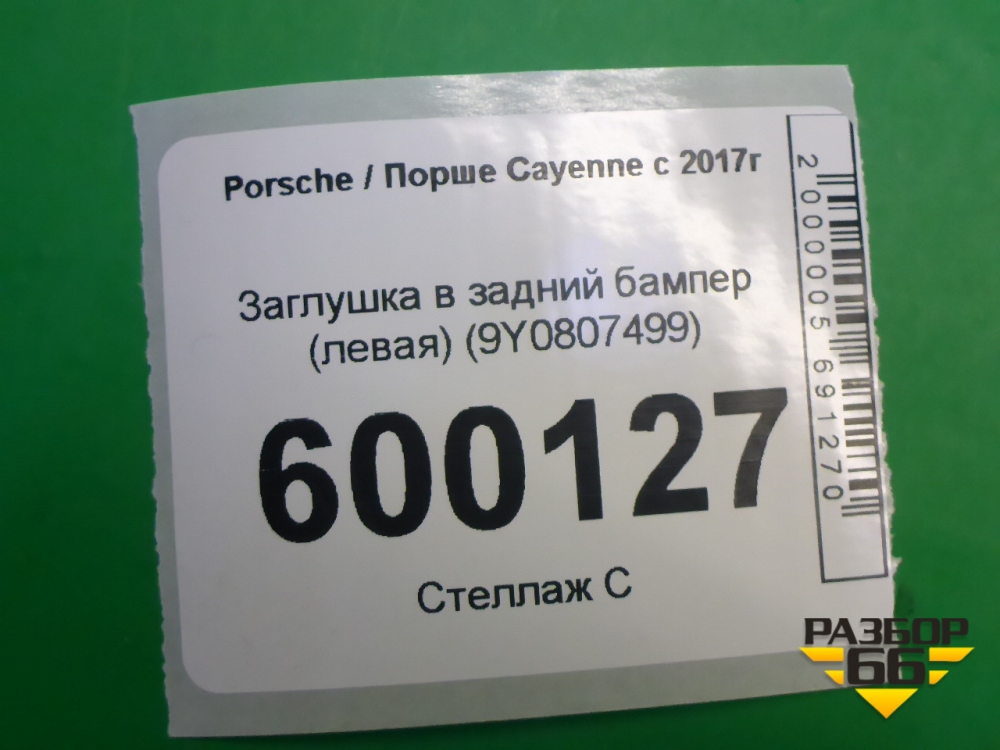 Porsche / Порше Cayenne с 2017г
Заглушка в задний бампер
(левая) (9Y0807499)
600127
Стеллаж С
2000005691270
РАЗБОР
66